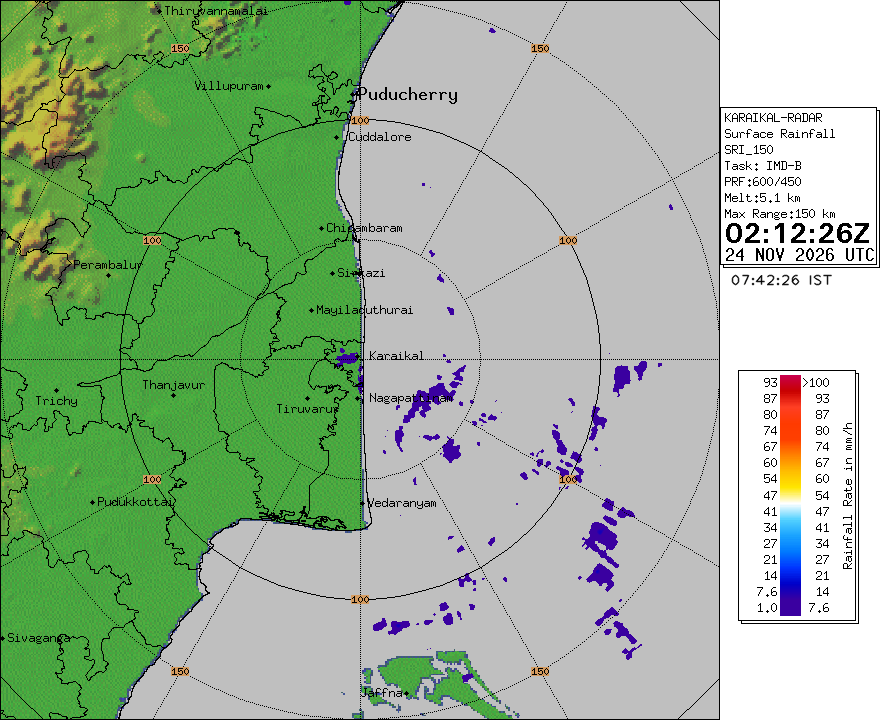 Thiruvannamalai
150
150
Villupuram
Puducherry
100
Cuddalore
KARAIKAL-RADAR
Surface Rainfall
SRI_150
Task: IMD-B
PRF:600/450
Melt:5.1 km
Max Range:150 km
02:12:26Z
24 NOV 2026 UTC
07:42:26 IST
Chidambaram
100
100
Perambalur
Sirkazi
Mayiladuthurai
Karaikal
Thanjavur
Trichy
Tiruvarur
Nagapattinam
100
100
Pudukkottai
Vedaranyam
100
Sivaganga
150
150
Jaffna
93 >100
87 93
80 87
74 80
67 74
60 67
54 60
47 54
41 47
34 41
27 34
21 27
14 21
7.6 14
1.0 7.6
Rainfall Rate in mm/h